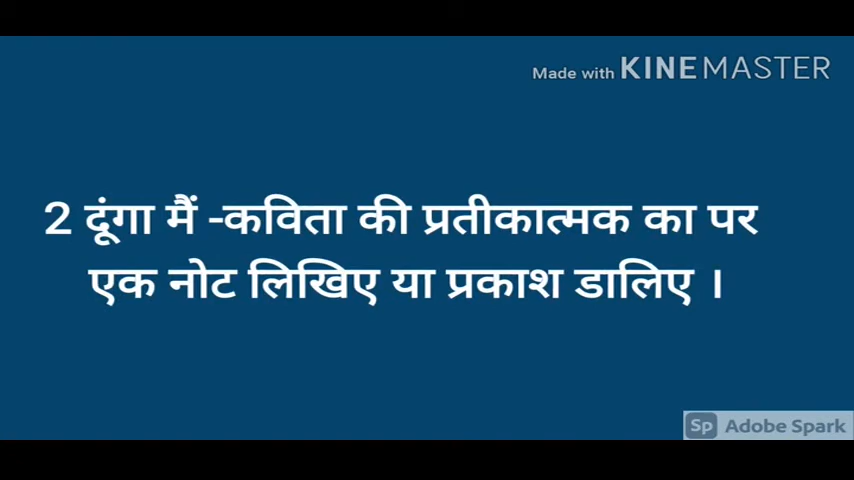 Made with KINEMASTER
2 दूंगा मैं -कविता की प्रतीकात्मक का पर
एक नोट लिखिए या प्रकाश डालिए ।
Sp Adobe Spark